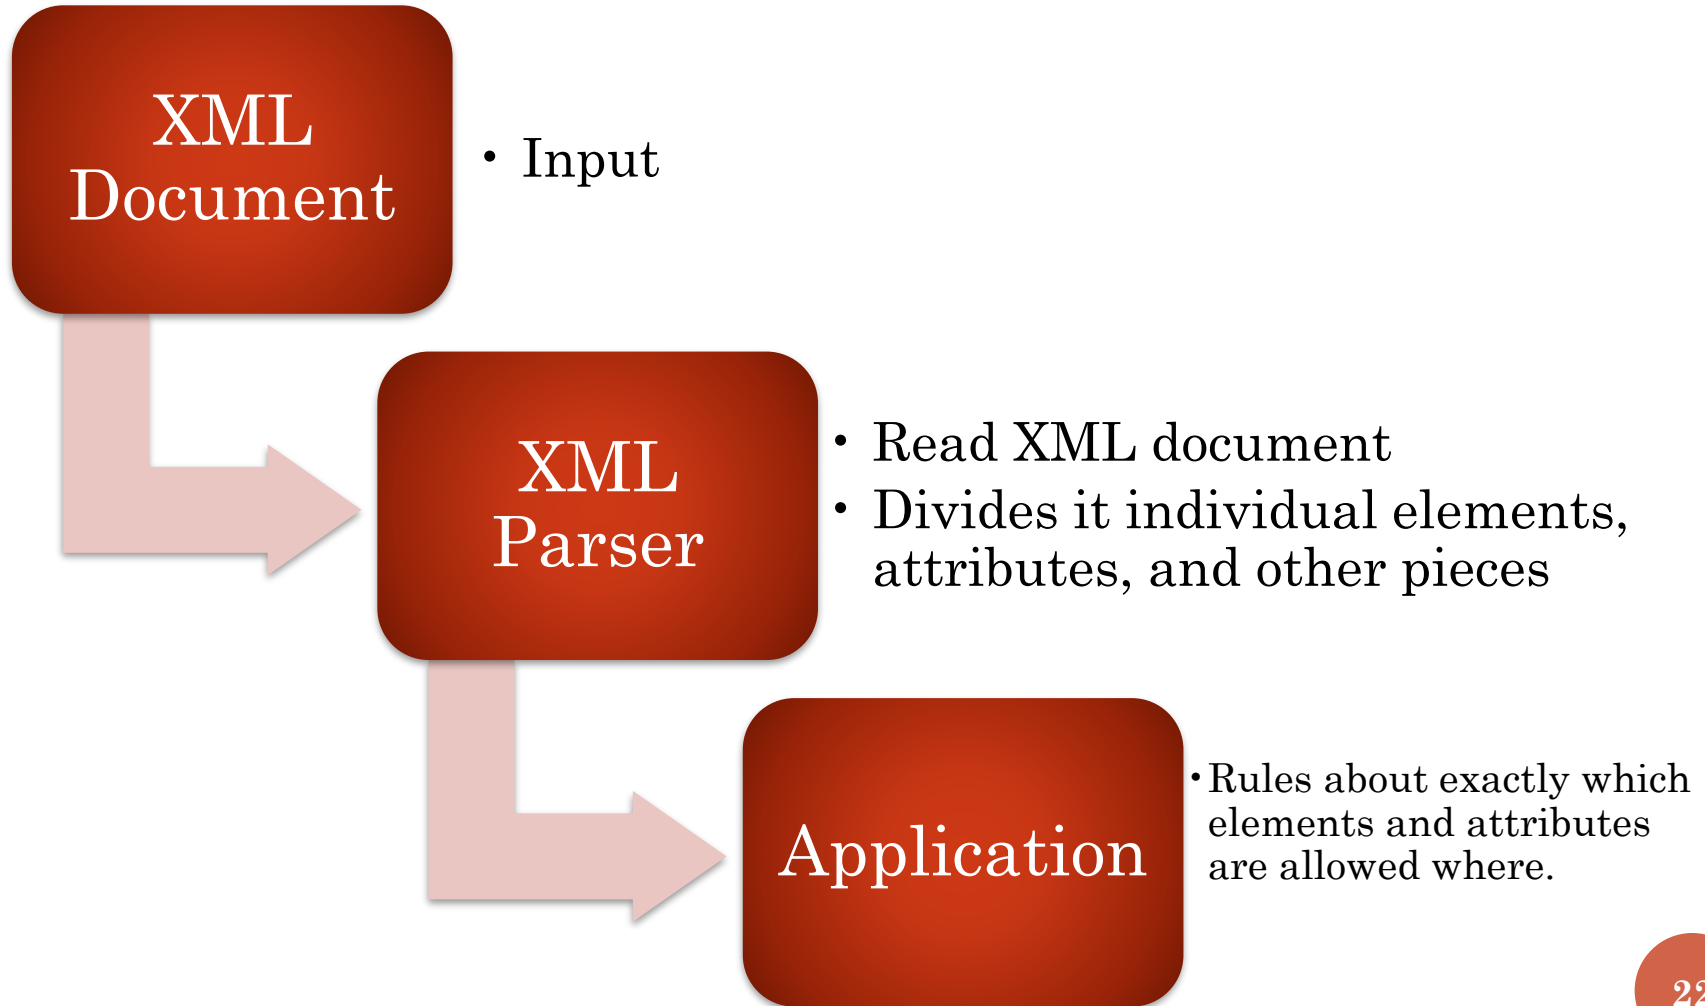 XML
Document
• Input
XML
Parser
• Read XML document
• Divides it individual elements,
attributes, and other pieces
Application
• Rules about exactly which
elements and attributes
are allowed where.
22